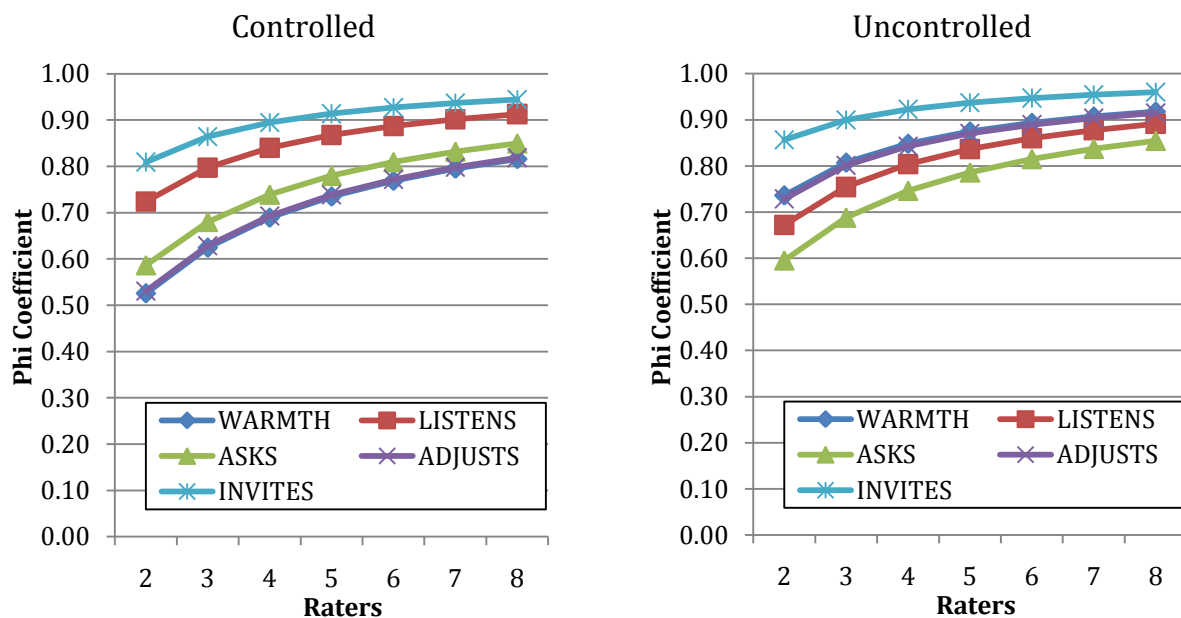 Controlled
1.00
0.90
0.80
0.70
0.60
0.50
0.40
0.30
0.20
0.10
0.00
Phi Coefficient
WARMTH LISTENS
ASKS ADJUSTS
INVITES
2 3 4 5 6 7 8
Raters
Uncontrolled
1.00
0.90
0.80
0.70
0.60
0.50
0.40
0.30
0.20
0.10
0.00
Phi Coefficient
WARMTH LISTENS
ASKS ADJUSTS
INVITES
2 3 4 5 6 7 8
Raters